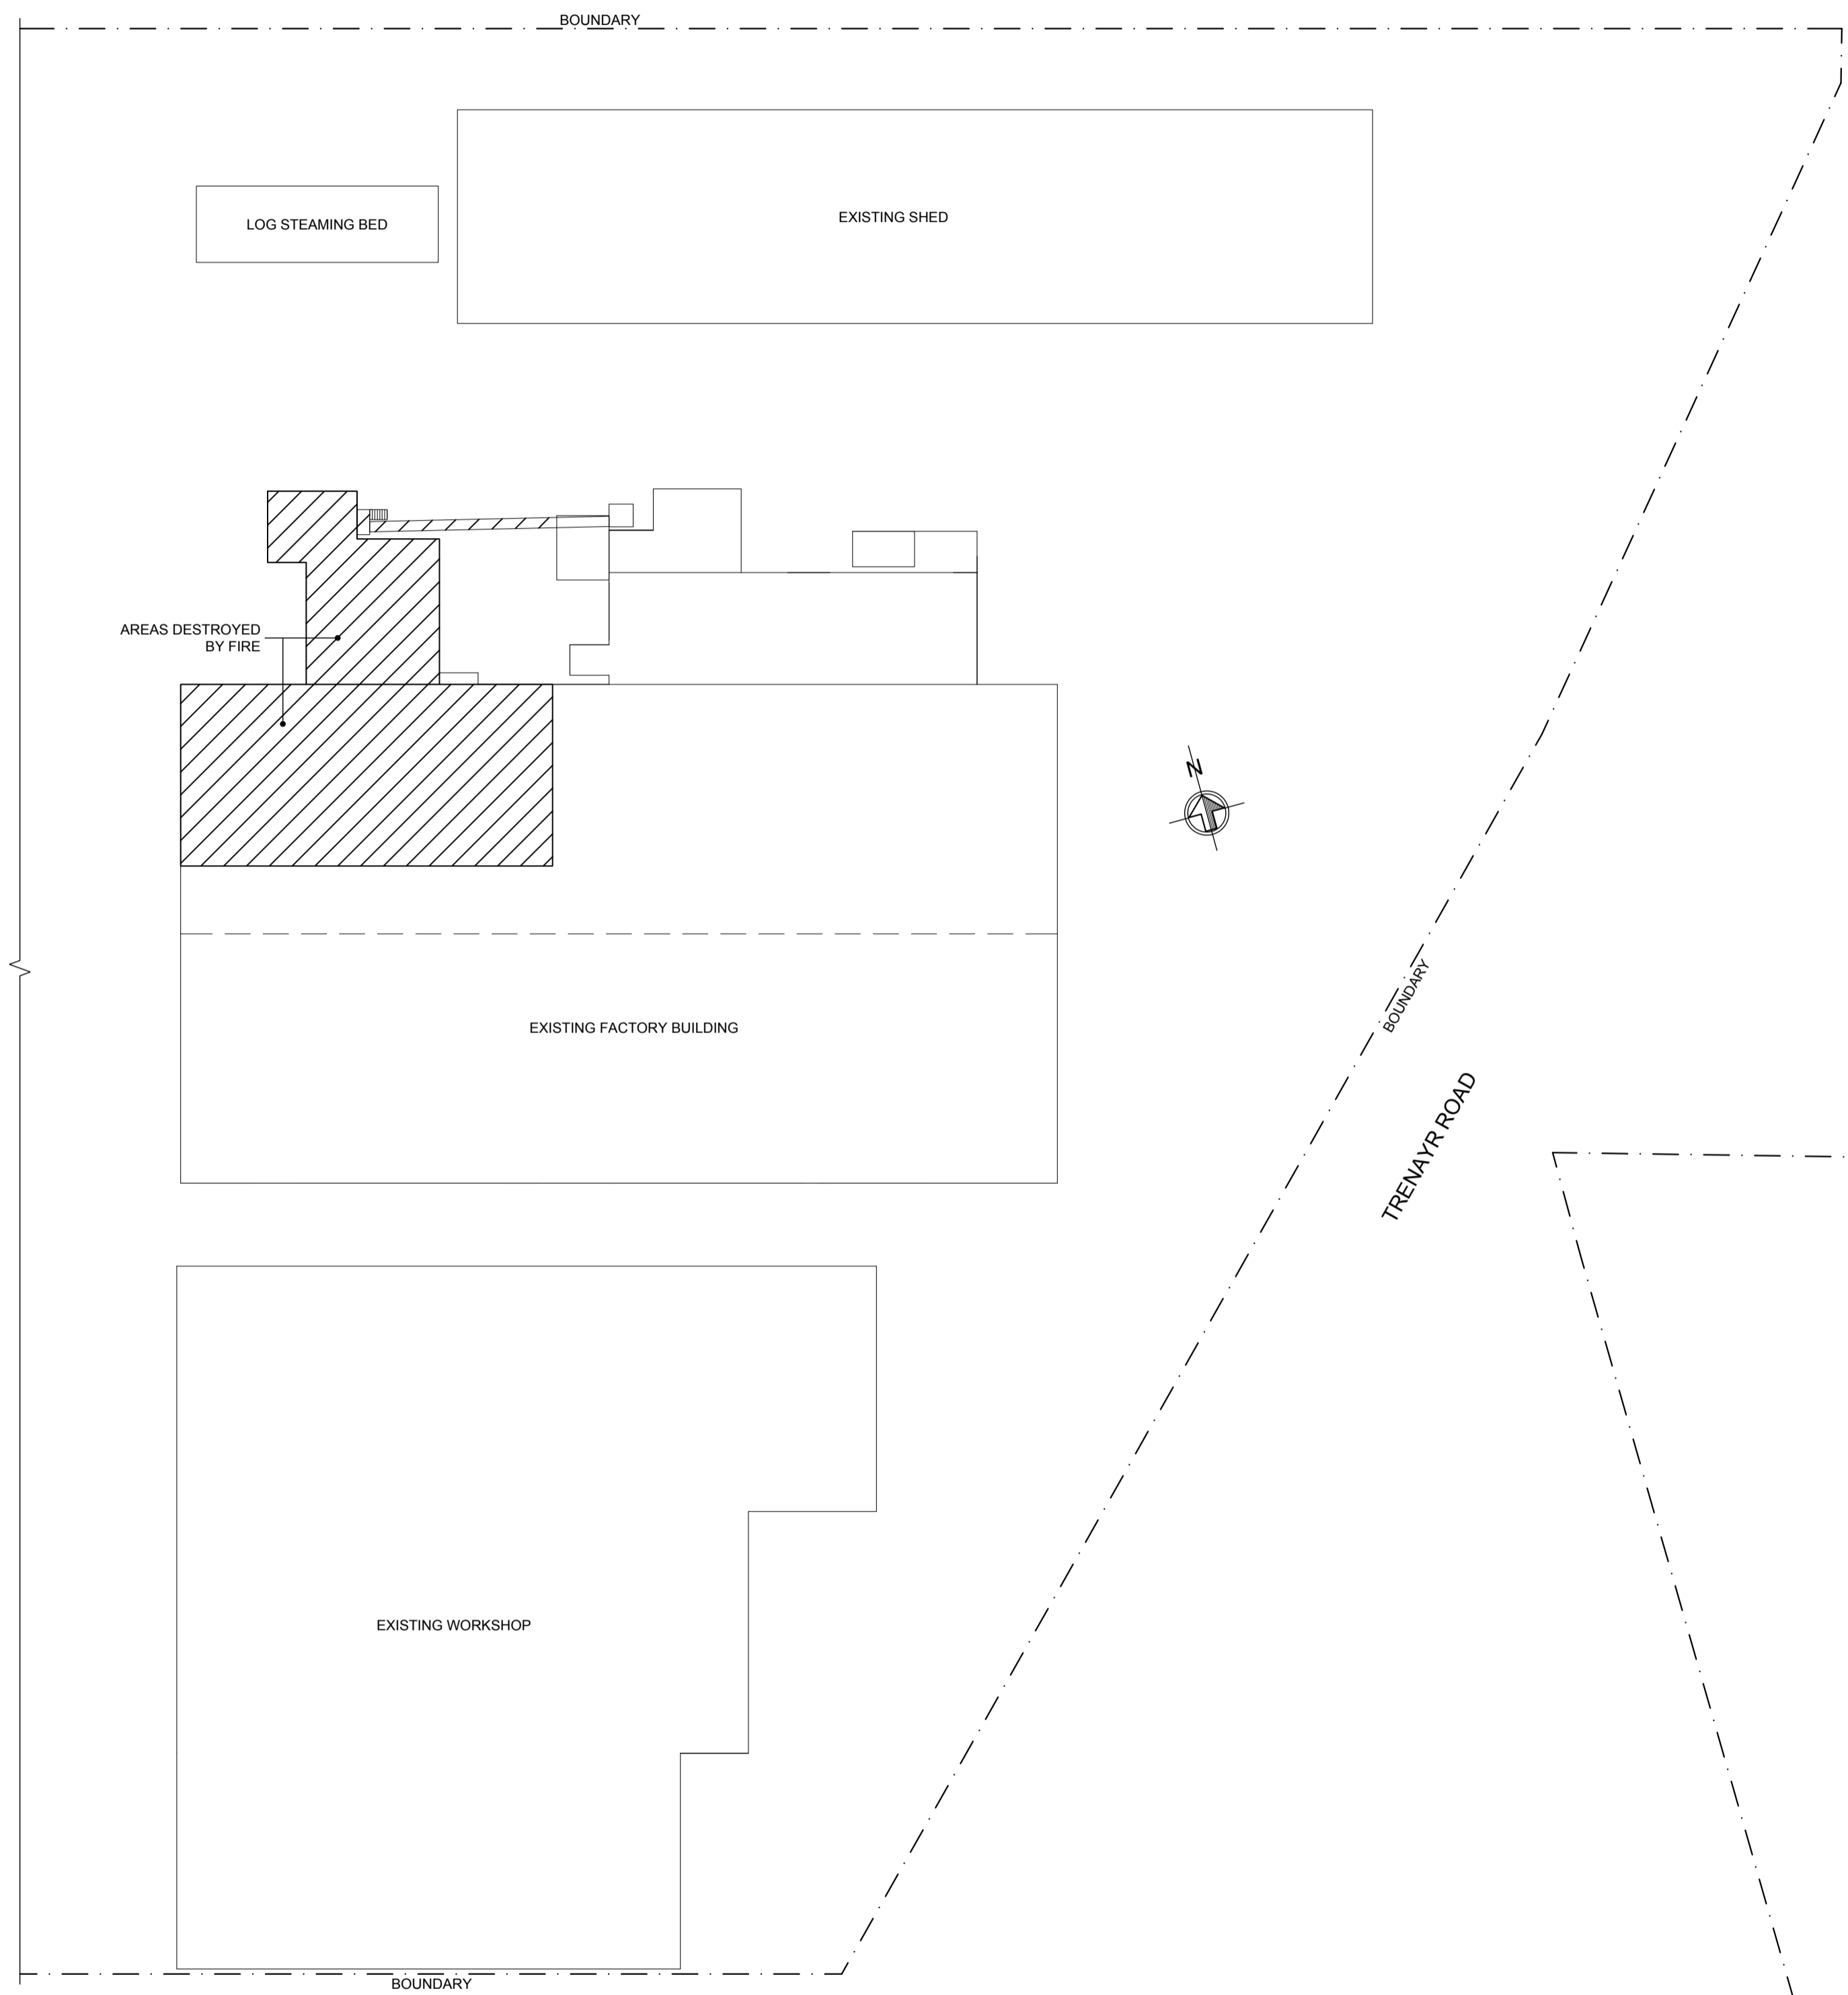 BOUNDARY
LOG STEAMING BED
EXISTING SHED
AREAS DESTROYED
BY FIRE
N
BOUNDARY
EXISTING FACTORY BUILDING
TRENAYR ROAD
EXISTING WORKSHOP
BOUNDARY